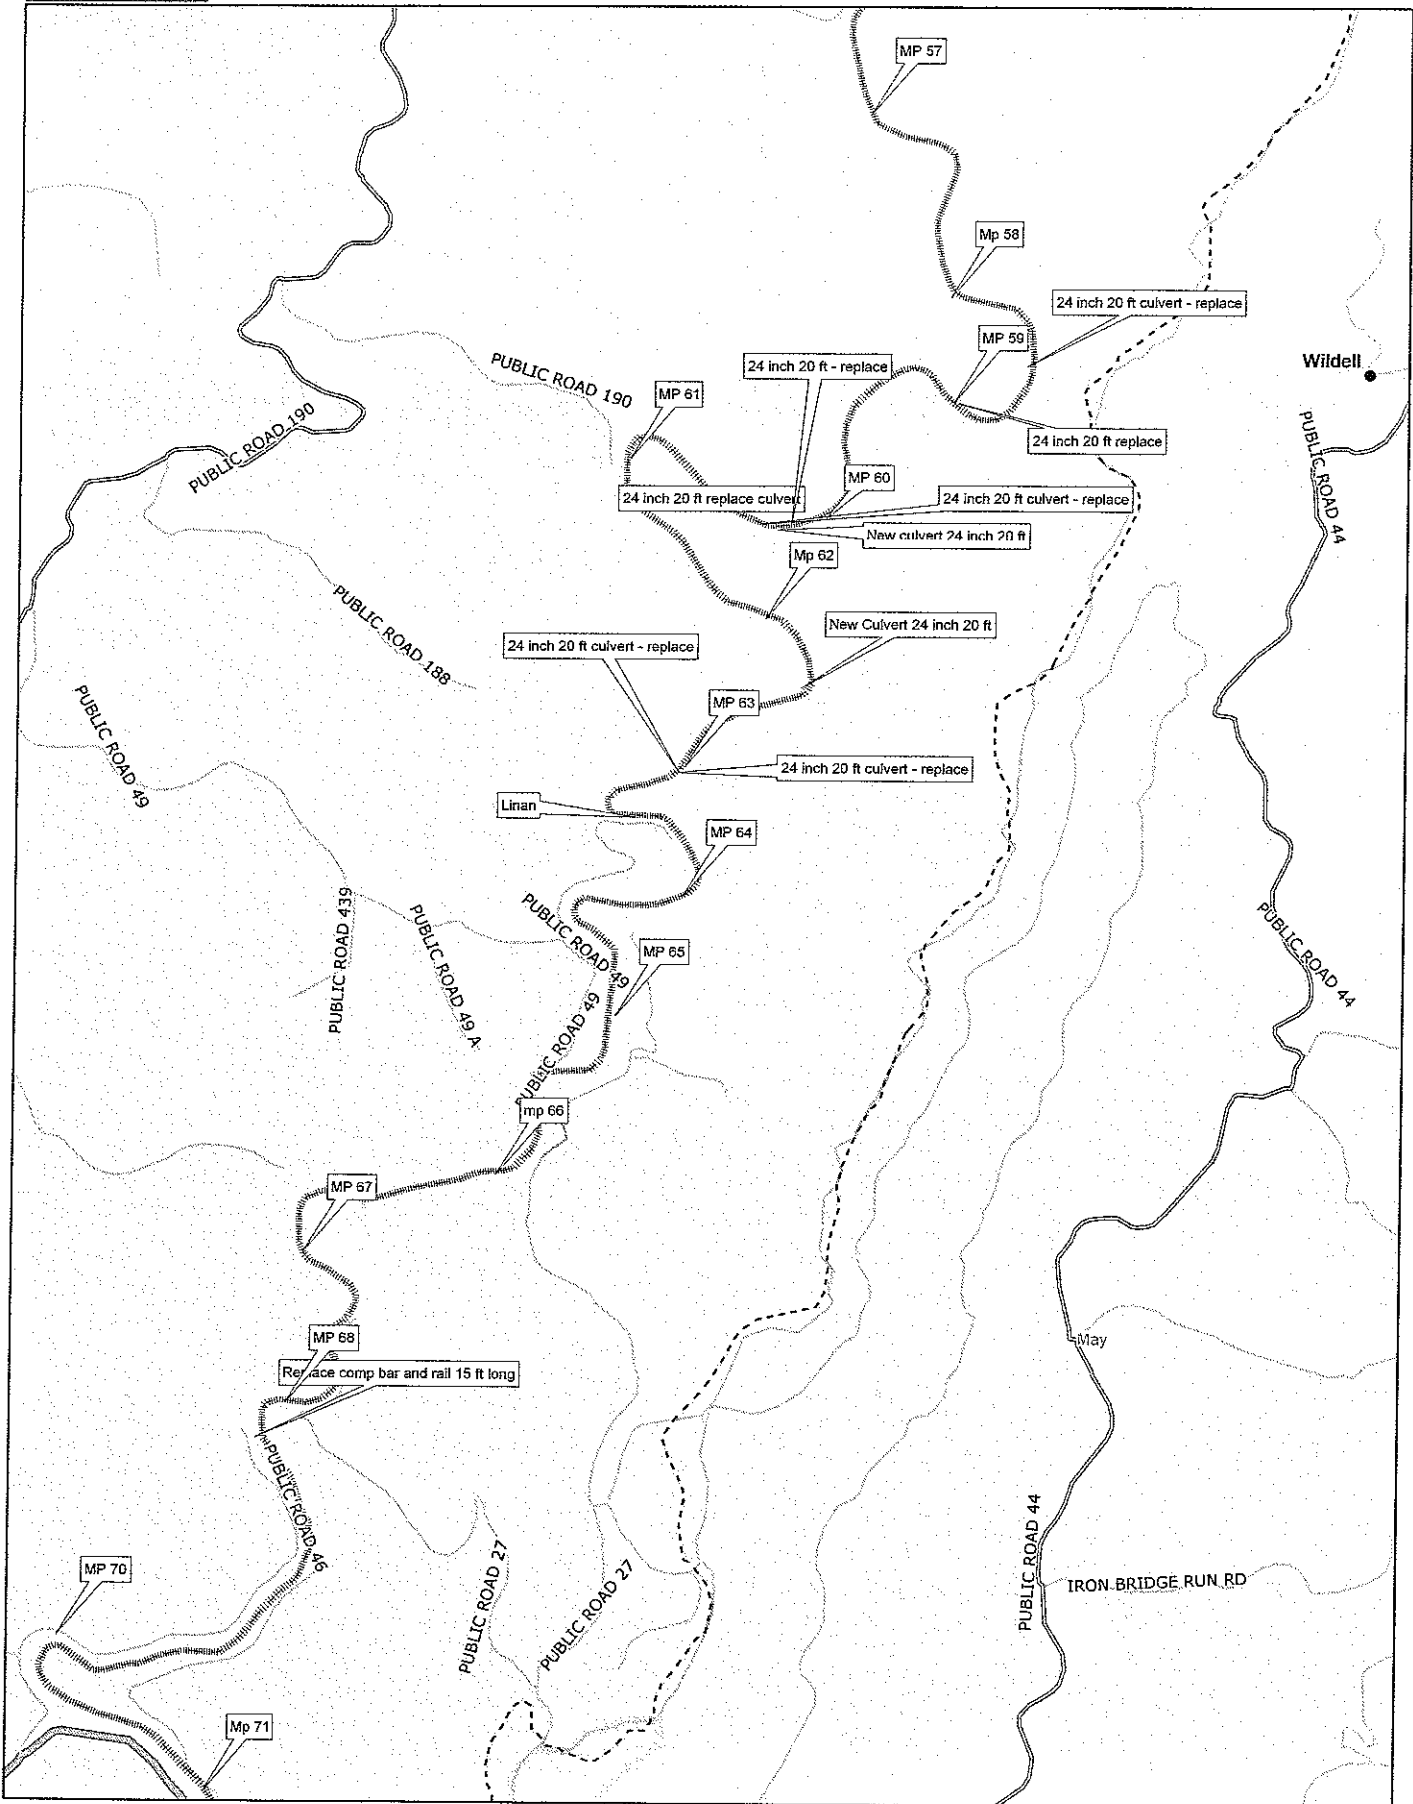 MP 57
Mp 58
24 inch 20 ft culvert - replace
MP 59
24 inch 20 ft - replace
Wildell
PUBLIC ROAD 190
MP 61
PUBLIC ROAD 190
24 inch 20 ft replace
PUBLIC ROAD 44
MP 60
24 inch 20 ft replace culvert
24 inch 20 ft culvert - replace
New culvert 24 inch 20 ft
Mp 62
PUBLIC ROAD 188
New Culvert 24 inch 20 ft
24 inch 20 ft culvert - replace
PUBLIC ROAD 49
MP 63
24 inch 20 ft culvert - replace
Linan
MP 64
PUBLIC ROAD 439
PUBLIC ROAD 49 A
PUBLIC ROAD 49
MP 65
PUBLIC ROAD 44
PUBLIC ROAD 49
mp 66
MP 67
MP 68
May
Replace comp bar and rail 15 ft long
PUBLIC ROAD 46
MP 70
PUBLIC ROAD 27
PUBLIC ROAD 27
PUBLIC ROAD 44
IRON BRIDGE RUN RD
Mp 71